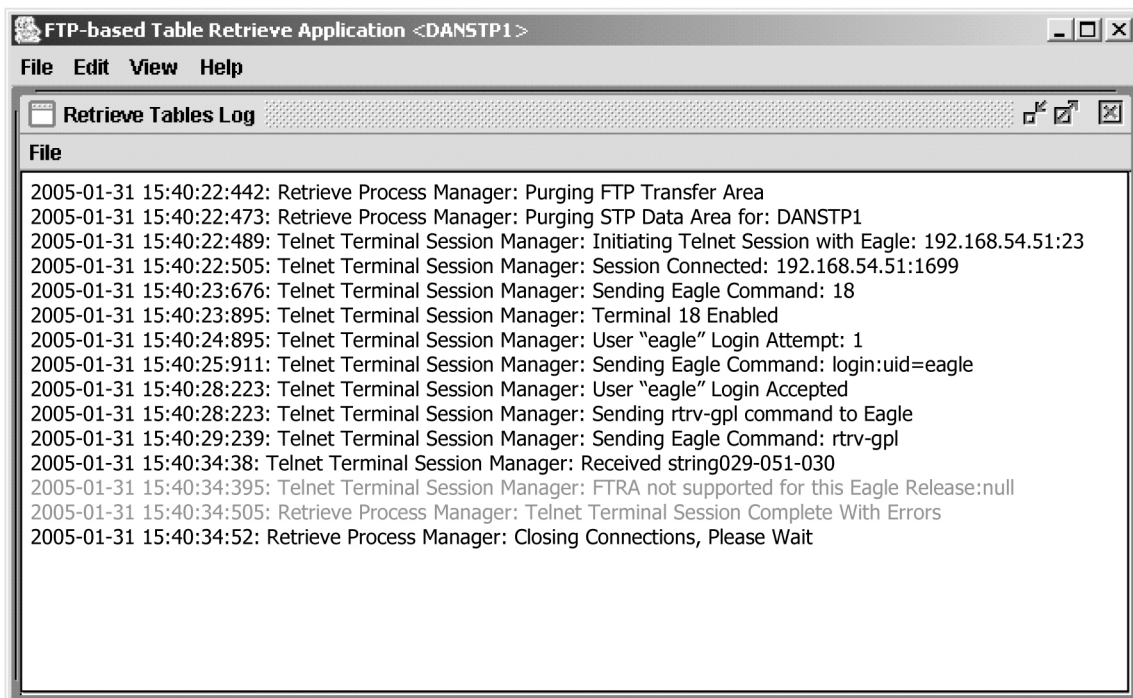 FTP-based Table Retrieve Application <DANSTP1>
File Edit View Help
Retrieve Tables Log
File
2005-01-31 15:40:22:442: Retrieve Process Manager: Purging FTP Transfer Area
2005-01-31 15:40:22:473: Retrieve Process Manager: Purging STP Data Area for: DANSTP1
2005-01-31 15:40:22:489: Telnet Terminal Session Manager: Initiating Telnet Session with Eagle: 192.168.54.51:23
2005-01-31 15:40:22:505: Telnet Terminal Session Manager: Session Connected: 192.168.54.51:1699
2005-01-31 15:40:23:676: Telnet Terminal Session Manager: Sending Eagle Command: 18
2005-01-31 15:40:23:895: Telnet Terminal Session Manager: Terminal 18 Enabled
2005-01-31 15:40:24:895: Telnet Terminal Session Manager: User “eagle” Login Attempt: 1
2005-01-31 15:40:25:911: Telnet Terminal Session Manager: Sending Eagle Command: login:uid=eagle
2005-01-31 15:40:28:223: Telnet Terminal Session Manager: User “eagle” Login Accepted
2005-01-31 15:40:28:223: Telnet Terminal Session Manager: Sending rtrv-gpl command to Eagle
2005-01-31 15:40:29:239: Telnet Terminal Session Manager: Sending Eagle Command: rtrv-gpl
2005-01-31 15:40:34:38: Telnet Terminal Session Manager: Received string029-051-030
2005-01-31 15:40:34:395: Telnet Terminal Session Manager: FTRA not supported for this Eagle Release:null
2005-01-31 15:40:34:505: Retrieve Process Manager: Telnet Terminal Session Complete With Errors
2005-01-31 15:40:34:52: Retrieve Process Manager: Closing Connections, Please Wait